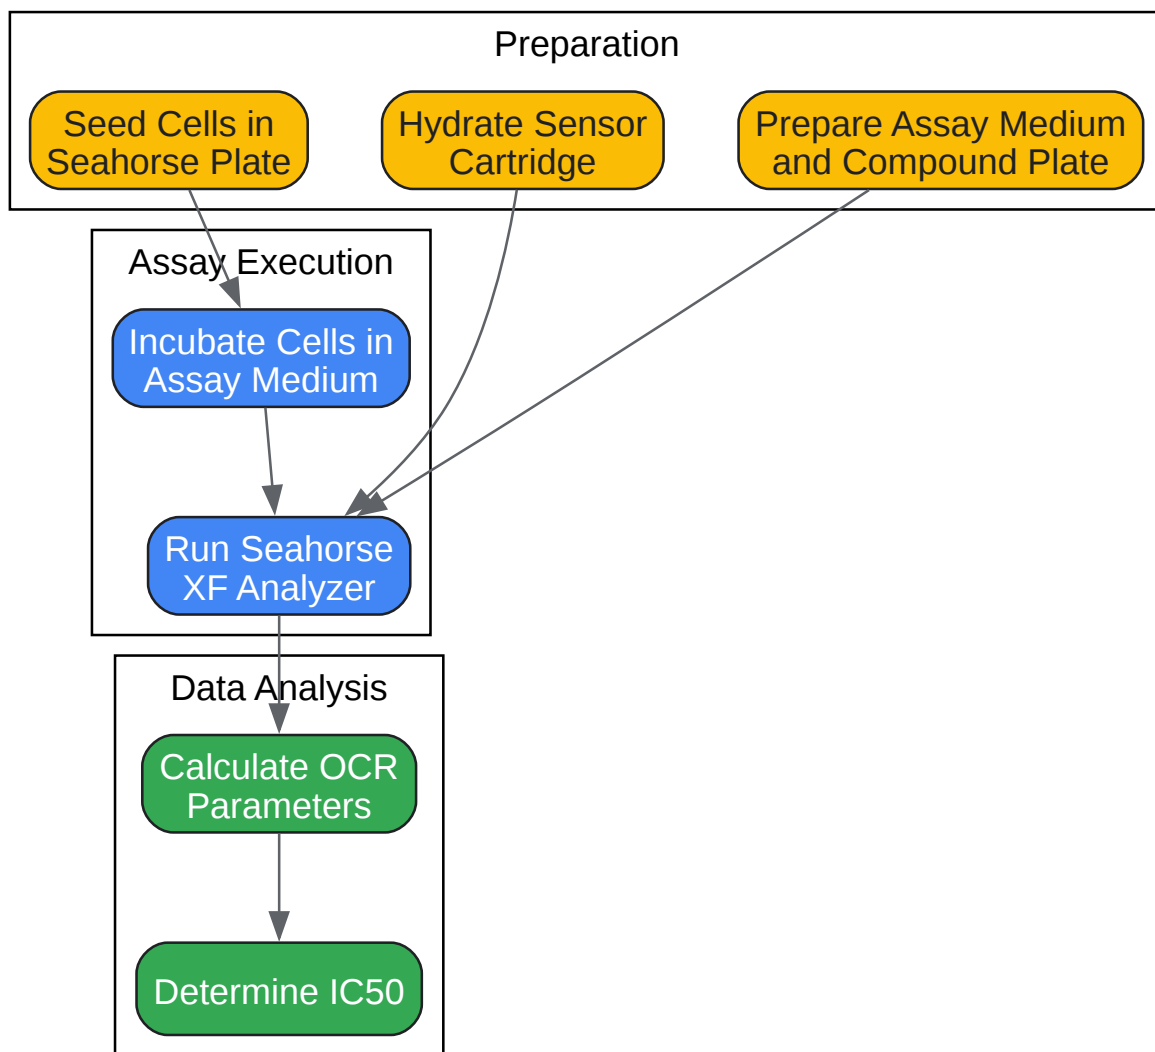 Preparation
Seed Cells in
Seahorse Plate
Hydrate Sensor
Cartridge
Prepare Assay Medium
and Compound Plate
Assay Execution
Incubate Cells in
Assay Medium
Run Seahorse
XF Analyzer
Data Analysis
Calculate OCR
Parameters
Determine IC50